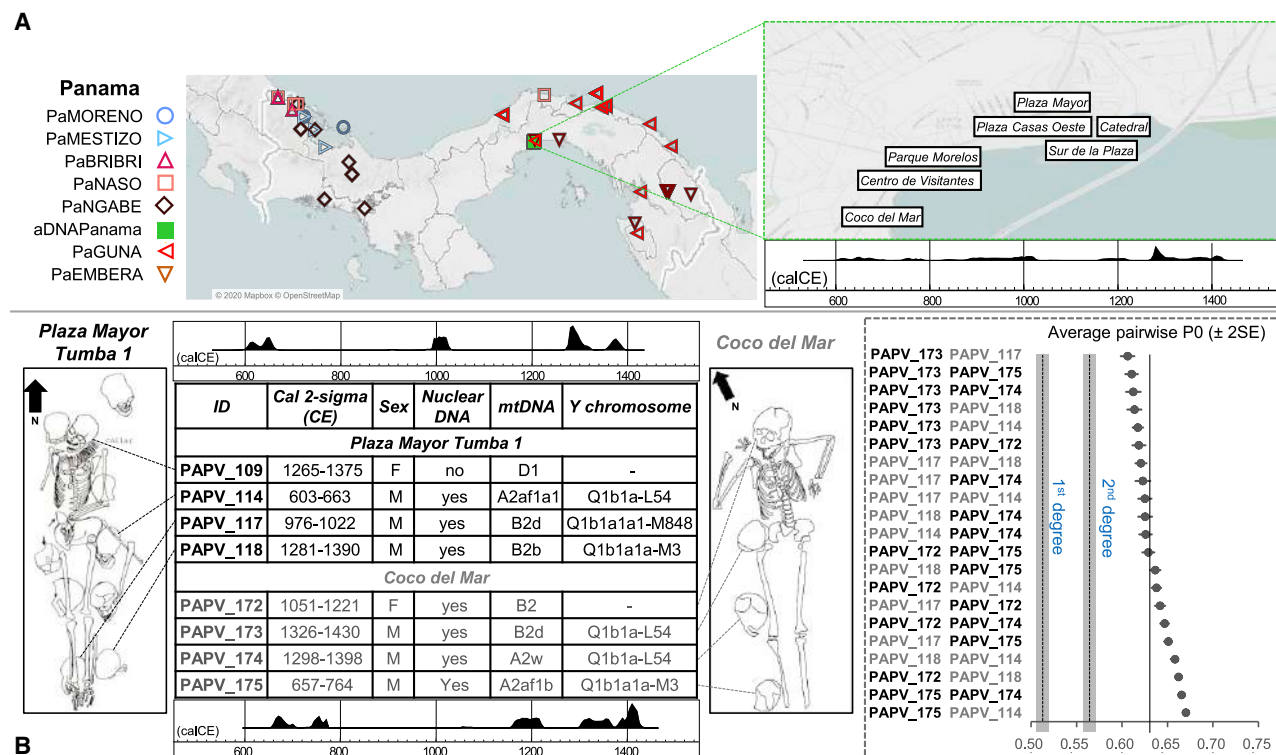 A
Panama
PaMORENO
PaMESTIZO
PaBRIBRI
PaNASO
PaNGABE
aDNAPanama
PaGUNA
PaEMBERA
© 2020 Mapbox © OpenStreetMap
Plaza Mayor
Plaza Casas Oeste Catedral
Sur de la Plaza
Parque Morelos
Centro de Visitantes
Coco del Mar
(calCE)
600 800 1000 1200 1400
Plaza Mayor
Tumba 1
N
collar
(calCE)
600 800 1000 1200 1400
ID Cal 2-sigma (CE) Sex Nuclear DNA mtDNA Y chromosome
Plaza Mayor Tumba 1
PAPV_109 1265-1375 F no D1 -
PAPV_114 603-663 M yes A2af1a1 Q1b1a-L54
PAPV_117 976-1022 M yes B2d Q1b1a1a1-M848
PAPV_118 1281-1390 M yes B2b Q1b1a1a-M3
Coco del Mar
PAPV_172 1051-1221 F yes B2 -
PAPV_173 1326-1430 M yes B2d Q1b1a-L54
PAPV_174 1298-1398 M yes A2w Q1b1a-L54
PAPV_175 657-764 M Yes A2af1b Q1b1a1a-M3
(calCE)
600 800 1000 1200 1400
Coco del Mar
N
Average pairwise P0 (± 2SE)
PAPV_173 PAPV_117
PAPV_173 PAPV_175
PAPV_173 PAPV_174
PAPV_173 PAPV_118
PAPV_173 PAPV_114
PAPV_173 PAPV_172
PAPV_117 PAPV_118
PAPV_117 PAPV_174
PAPV_117 PAPV_114
PAPV_118 PAPV_174
PAPV_114 PAPV_174
PAPV_172 PAPV_175
PAPV_118 PAPV_175
PAPV_172 PAPV_114
PAPV_117 PAPV_172
PAPV_172 PAPV_174
PAPV_117 PAPV_175
PAPV_118 PAPV_114
PAPV_172 PAPV_118
PAPV_175 PAPV_174
PAPV_175 PAPV_114
1st degree
2nd degree
0.50 0.55 0.60 0.65 0.70 0.75
B